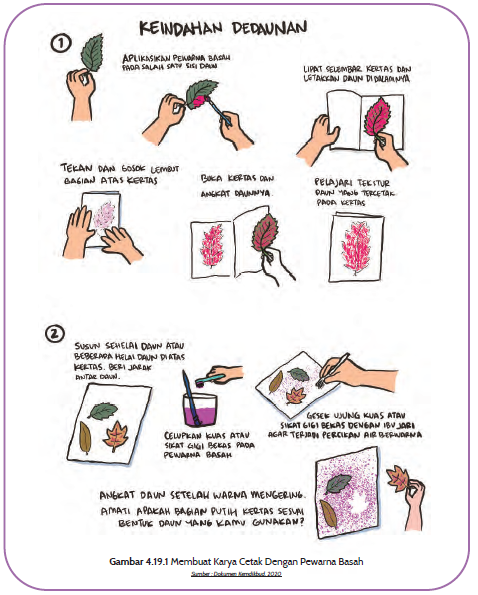 KEINDAHAN DEDAUNAN
1
APLIKASIKAN PEWARNA BASAH
PADA SALAH SATU SISI DAUN
LIPAT SELEMBAR KERTAS DAN
LETAKKAN DAUN DI DALAMNYA
TEKAN DAN GOSOK LEMBUT
BAGIAN ATAS KERTAS
BUKA KERTAS DAN
ANGKAT DAUNNYA.
PELAJARI TEKSTUR
DAUN YANG TERCETAK
PADA KERTAS
2
SUSUN SEHELAI DAUN ATAU
BEBERAPA HELAI DAUN DI ATAS
KERTAS. BERI JARAK
ANTAR DAUN.
CELUPKAN KUAS ATAU
SIKAT GIGI BEKAS PADA
PEWARNA BASAH
GESEK UJUNG KUAS ATAU
SIKAT GIGI BEKAS DENGAN IBU JARI
AGAR TERJADI PERCIKAN AIR BERWARNA
ANGKAT DAUN SETELAH WARNA MENGERING.
AMATI APAKAH BAGIAN PUTIH KERTAS SESUAI
BENTUK DAUN YANG KAMU GUNAKAN?
Gambar 4.19.1 Membuat Karya Cetak Dengan Pewarna Basah
Sumber: Dokumen Kemdikbud, 2020